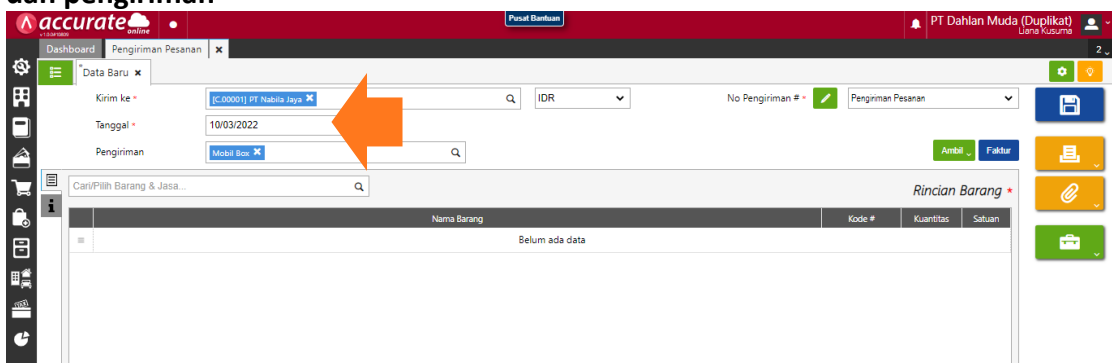 dan pengiriman
accurate online
Pusat Bantuan
PT Dahlan Muda (Duplikat)
Liana Kusuma
Dashboard
Pengiriman Pesanan
2
Data Baru
Kirim ke *
[C.00001] PT Nabila Jaya
IDR
No Pengiriman # *
Pengiriman Pesanan
Tanggal *
10/03/2022
Pengiriman
Mobil Box
Ambil
Faktur
Cari/Pilih Barang & Jasa...
Rincian Barang *
Nama Barang
Kode #
Kuantitas
Satuan
Belum ada data